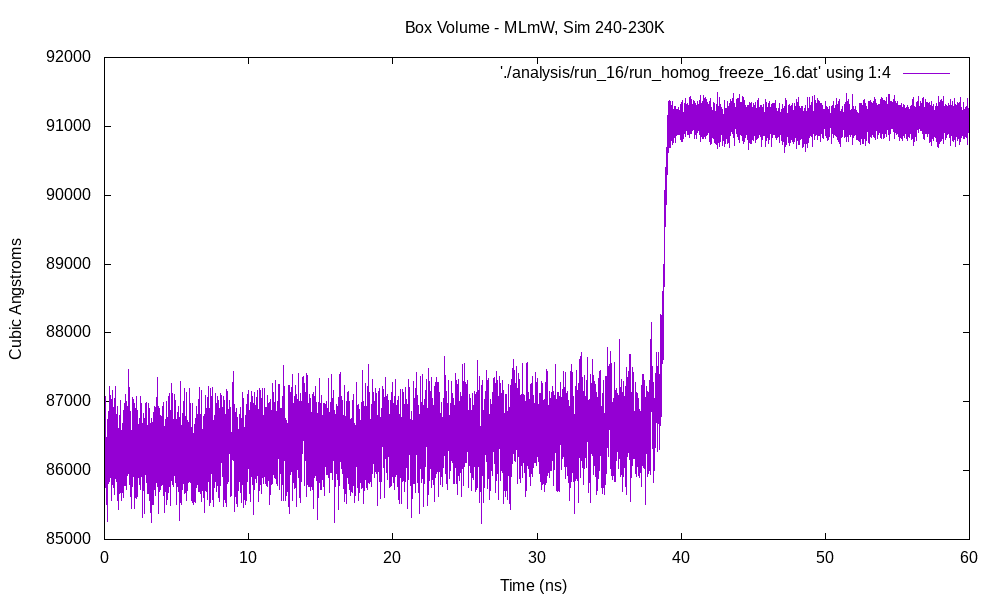 Box Volume - MLmW, Sim 240-230K
'./analysis/run_16/run_homog_freeze_16.dat' using 1:4
92000
91000
90000
89000
88000
87000
86000
85000
Cubic Angstroms
0 10 20 30 40 50 60
Time (ns)